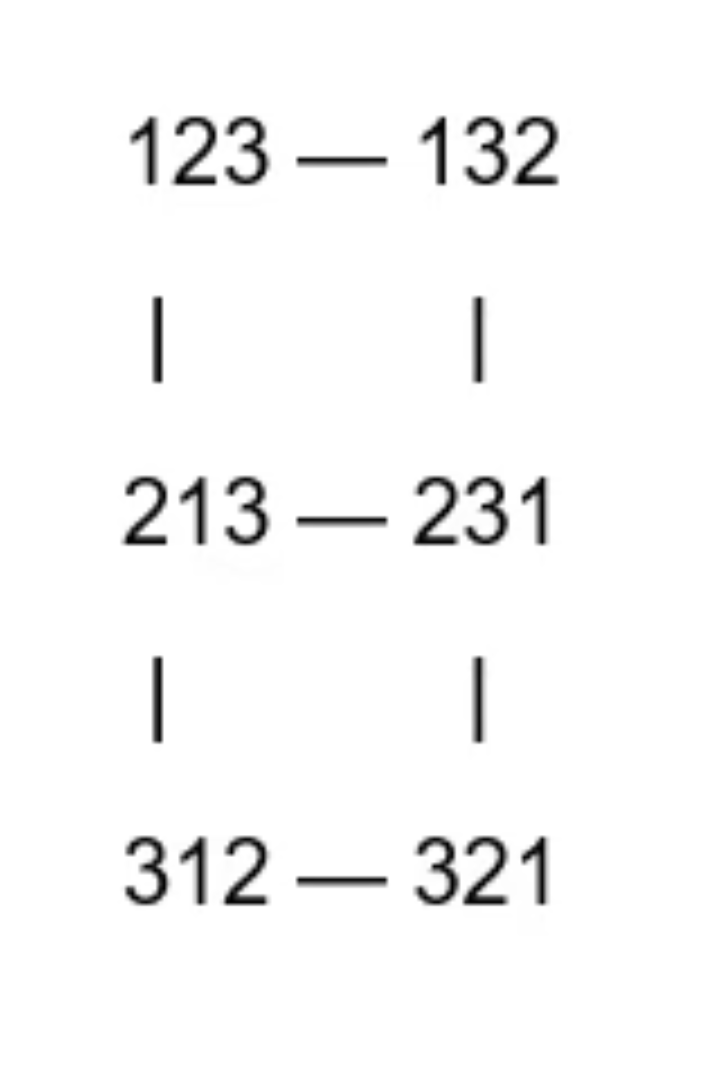 123 — 132
| |
213 — 231
| |
312 — 321